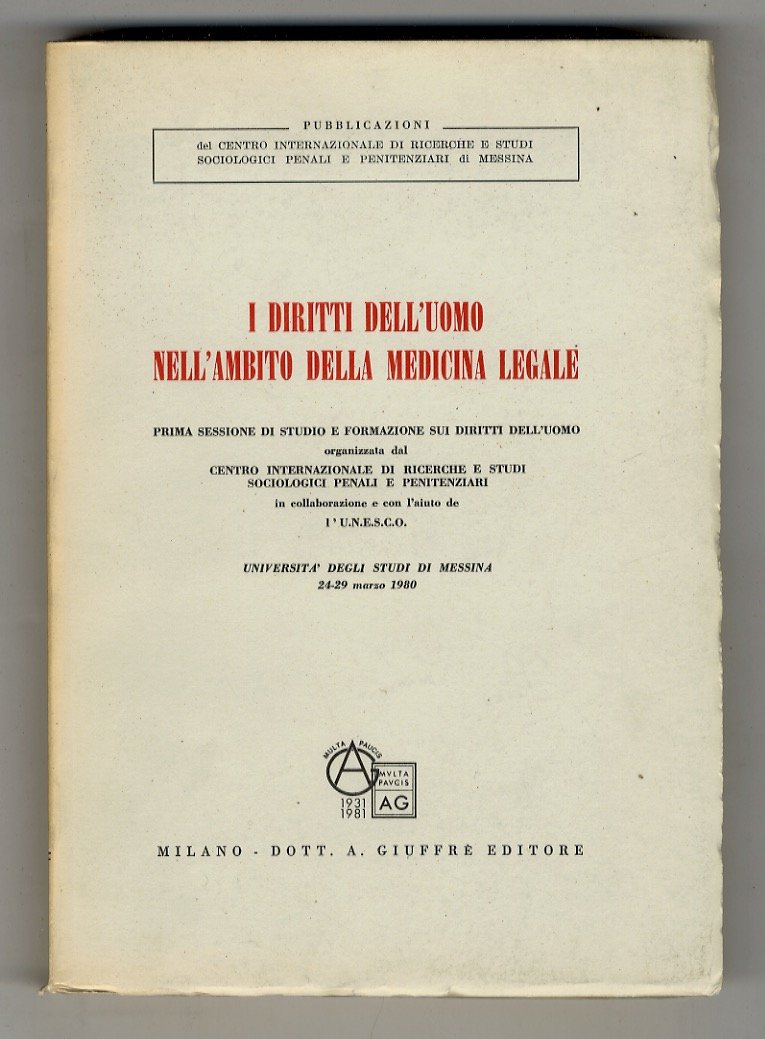 PUBBLICAZIONI
del CENTRO INTERNAZIONALE DI RICERCHE E STUDI
SOCIOLOGICI PENALI E PENITENZIARI di MESSINA
I DIRITTI DELL'UOMO
NELL'AMBITO DELLA MEDICINA LEGALE
PRIMA SESSIONE DI STUDIO E FORMAZIONE SUI DIRITTI DELL'UOMO
organizzata dal
CENTRO INTERNAZIONALE DI RICERCHE E STUDI
SOCIOLOGICI PENALI E PENITENZIARI
in collaborazione e con l'aiuto de
l' U.N.E.S.C.O.
UNIVERSITA' DEGLI STUDI DI MESSINA
24-29 marzo 1980
MULTA PAUCIS
AG
1931
1981
MVLTA
PAVCIS
AG
MILANO - DOTT. A. GIUFFRÈ EDITORE